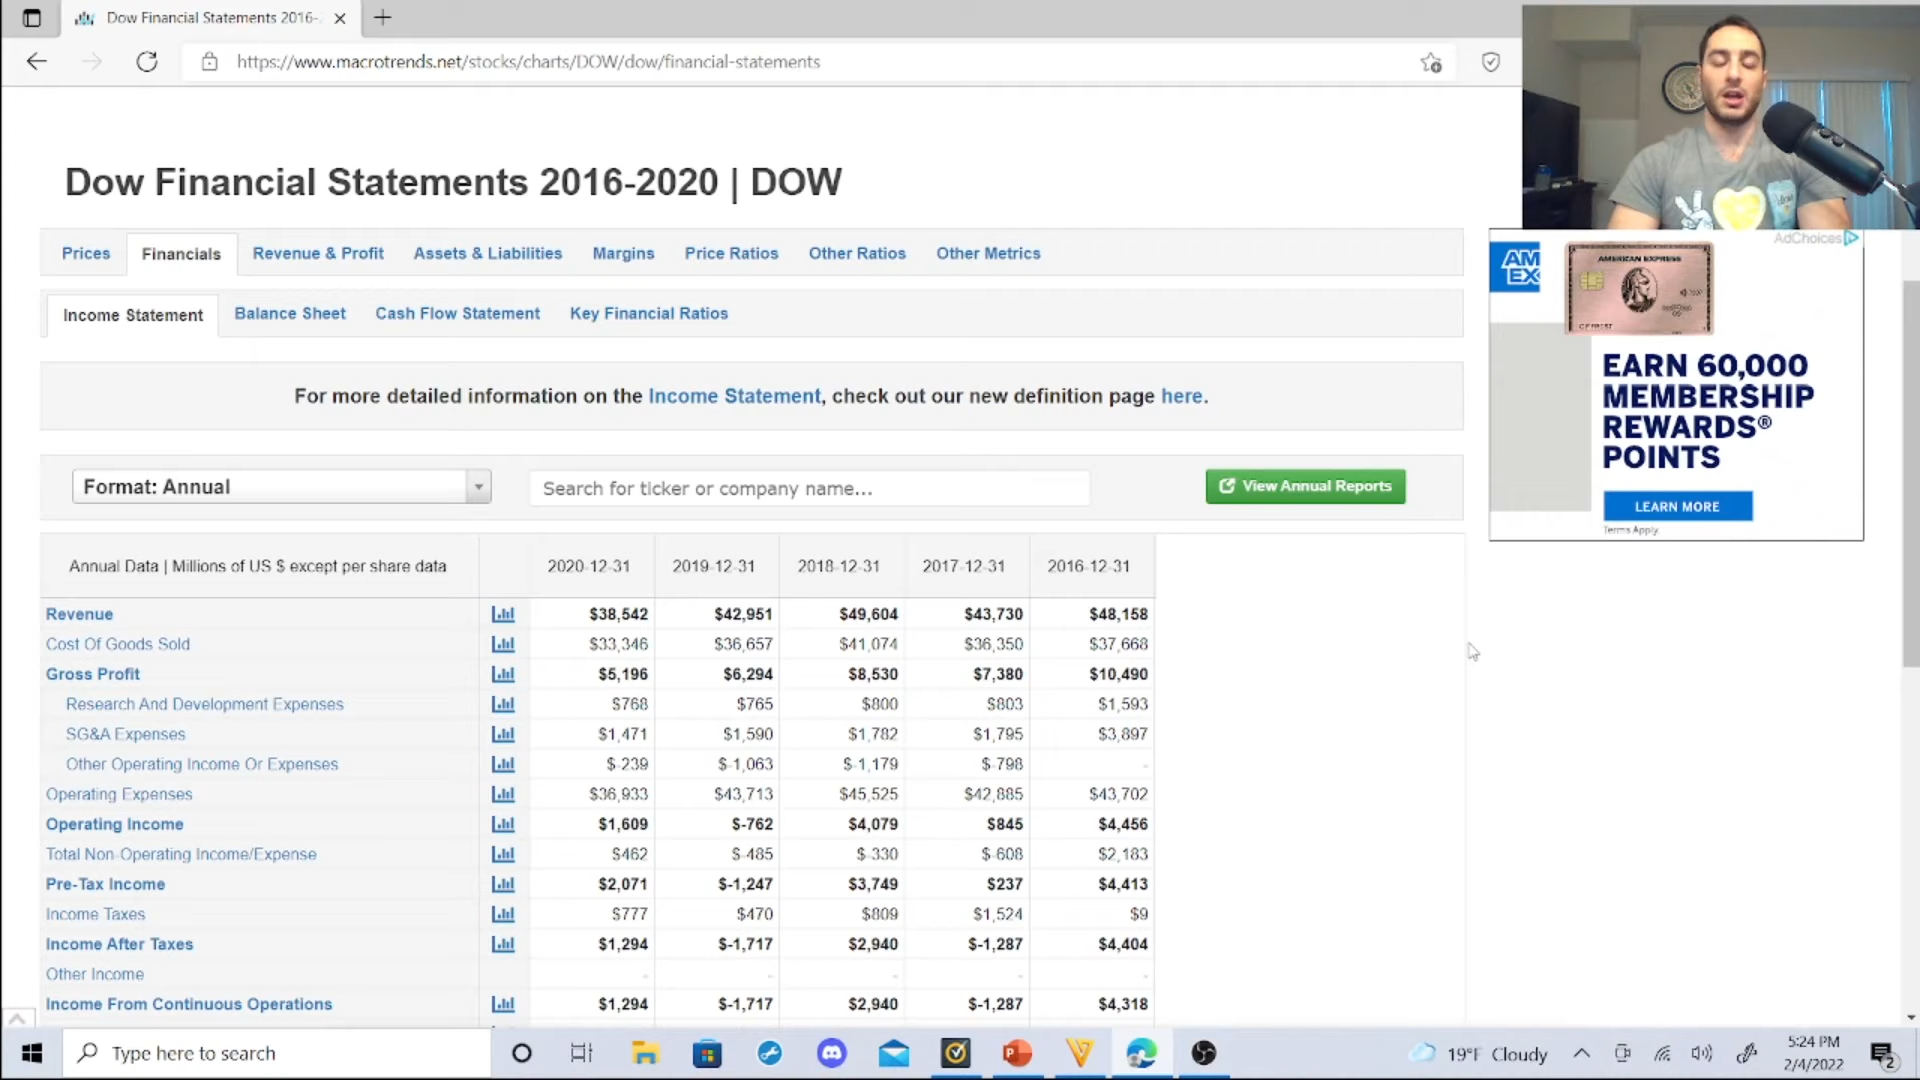 Dow Financial Statements 2016-
https://www.macrotrends.net/stocks/charts/DOW/dow/financial-statements
Dow Financial Statements 2016-2020 | DOW
Prices Financials Revenue & Profit Assets & Liabilities Margins Price Ratios Other Ratios Other Metrics
Income Statement Balance Sheet Cash Flow Statement Key Financial Ratios
For more detailed information on the Income Statement, check out our new definition page here.
Format: Annual Search for ticker or company name... View Annual Reports
AdChoices
AM
EX
AMERICAN EXPRESS
EARN 60,000
MEMBERSHIP
REWARDS®
POINTS
LEARN MORE
Terms Apply
Annual Data | Millions of US $ except per share data 2020-12-31 2019-12-31 2018-12-31 2017-12-31 2016-12-31
Revenue $38,542 $42,951 $49,604 $43,730 $48,158
Cost Of Goods Sold $33,346 $36,657 $41,074 $36,350 $37,668
Gross Profit $5,196 $6,294 $8,530 $7,380 $10,490
Research And Development Expenses $768 $765 $800 $803 $1,593
SG&A Expenses $1,471 $1,590 $1,782 $1,795 $3,897
Other Operating Income Or Expenses $-239 $-1,063 $-1,179 $-798 -
Operating Expenses $36,933 $43,713 $45,525 $42,885 $43,702
Operating Income $1,609 $-762 $4,079 $845 $4,456
Total Non-Operating Income/Expense $462 $-485 $-330 $-608 $2,183
Pre-Tax Income $2,071 $-1,247 $3,749 $237 $4,413
Income Taxes $777 $470 $809 $1,524 $9
Income After Taxes $1,294 $-1,717 $2,940 $-1,287 $4,404
Other Income - - - - -
Income From Continuous Operations $1,294 $-1,717 $2,940 $-1,287 $4,318
Type here to search
19°F Cloudy
5:24 PM
2/4/2022
2